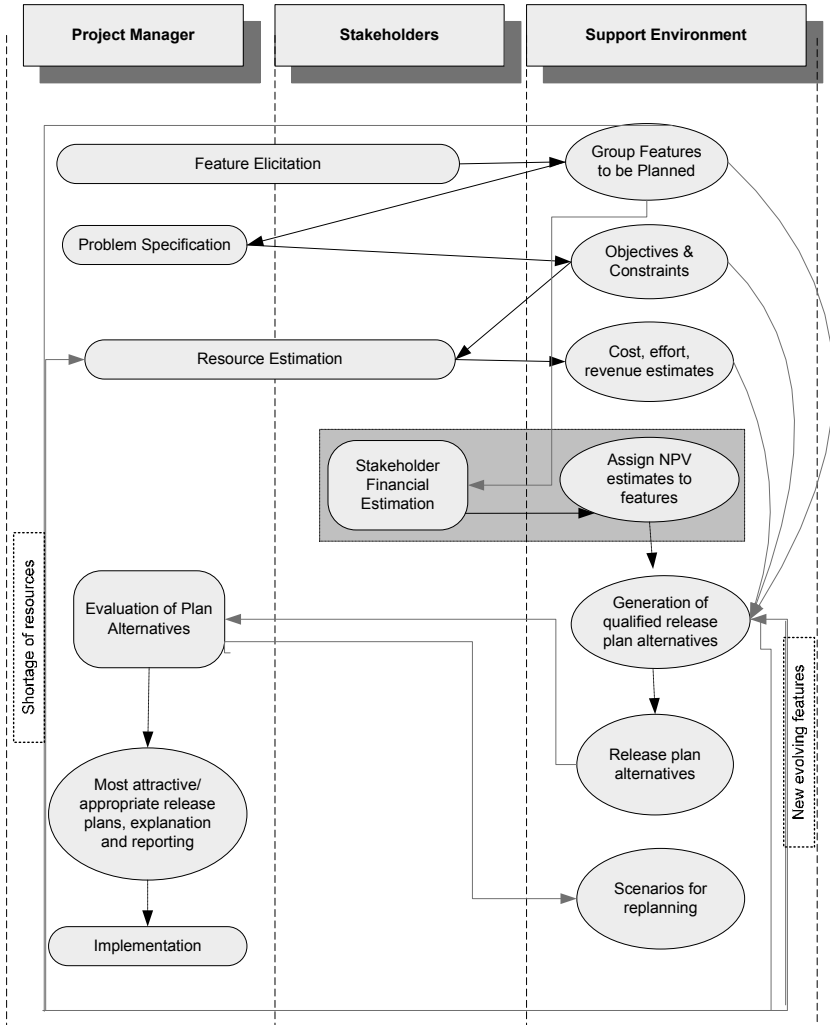 Project Manager
Stakeholders
Support Environment
Feature Elicitation
Group Features
to be Planned
Problem Specification
Objectives &
Constraints
Resource Estimation
Cost, effort,
revenue estimates
Stakeholder
Financial
Estimation
Assign NPV
estimates to
features
Shortage of resources
Evaluation of Plan
Alternatives
Generation of
qualified release
plan alternatives
New evolving features
Most attractive/
appropriate release
plans, explanation
and reporting
Release plan
alternatives
Scenarios for
replanning
Implementation